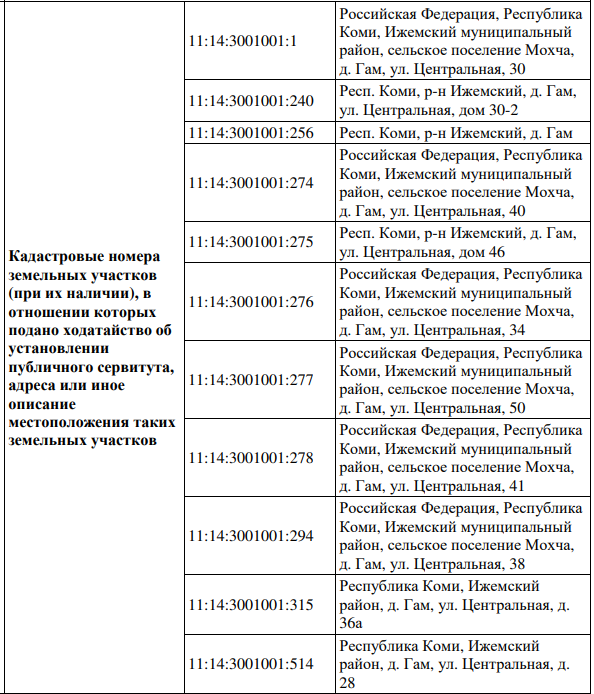 Кадастровые номера
земельных участков
(при их наличии), в
отношении которых
подано ходатайство об
установлении
публичного сервитута,
адреса или иное
описание
местоположения таких
земельных участков
11:14:3001001:1
Российская Федерация, Республика
Коми, Ижемский муниципальный
район, сельское поселение Мохча,
д. Гам, ул. Центральная, 30
11:14:3001001:240
Респ. Коми, р-н Ижемский, д. Гам,
ул. Центральная, дом 30-2
11:14:3001001:256
Респ. Коми, р-н Ижемский, д. Гам
11:14:3001001:274
Российская Федерация, Республика
Коми, Ижемский муниципальный
район, сельское поселение Мохча,
д. Гам, ул. Центральная, 40
11:14:3001001:275
Респ. Коми, р-н Ижемский, д. Гам,
ул. Центральная, дом 46
11:14:3001001:276
Российская Федерация, Республика
Коми, Ижемский муниципальный
район, сельское поселение Мохча,
д. Гам, ул. Центральная, 34
11:14:3001001:277
Российская Федерация, Республика
Коми, Ижемский муниципальный
район, сельское поселение Мохча,
д. Гам, ул. Центральная, 50
11:14:3001001:278
Российская Федерация, Республика
Коми, Ижемский муниципальный
район, сельское поселение Мохча,
д. Гам, ул. Центральная, 41
11:14:3001001:294
Российская Федерация, Республика
Коми, Ижемский муниципальный
район, сельское поселение Мохча,
д. Гам, ул. Центральная, 38
11:14:3001001:315
Республика Коми, Ижемский
район, д. Гам, ул. Центральная, д.
36а
11:14:3001001:514
Республика Коми, Ижемский
район, д. Гам, ул. Центральная, д.
28